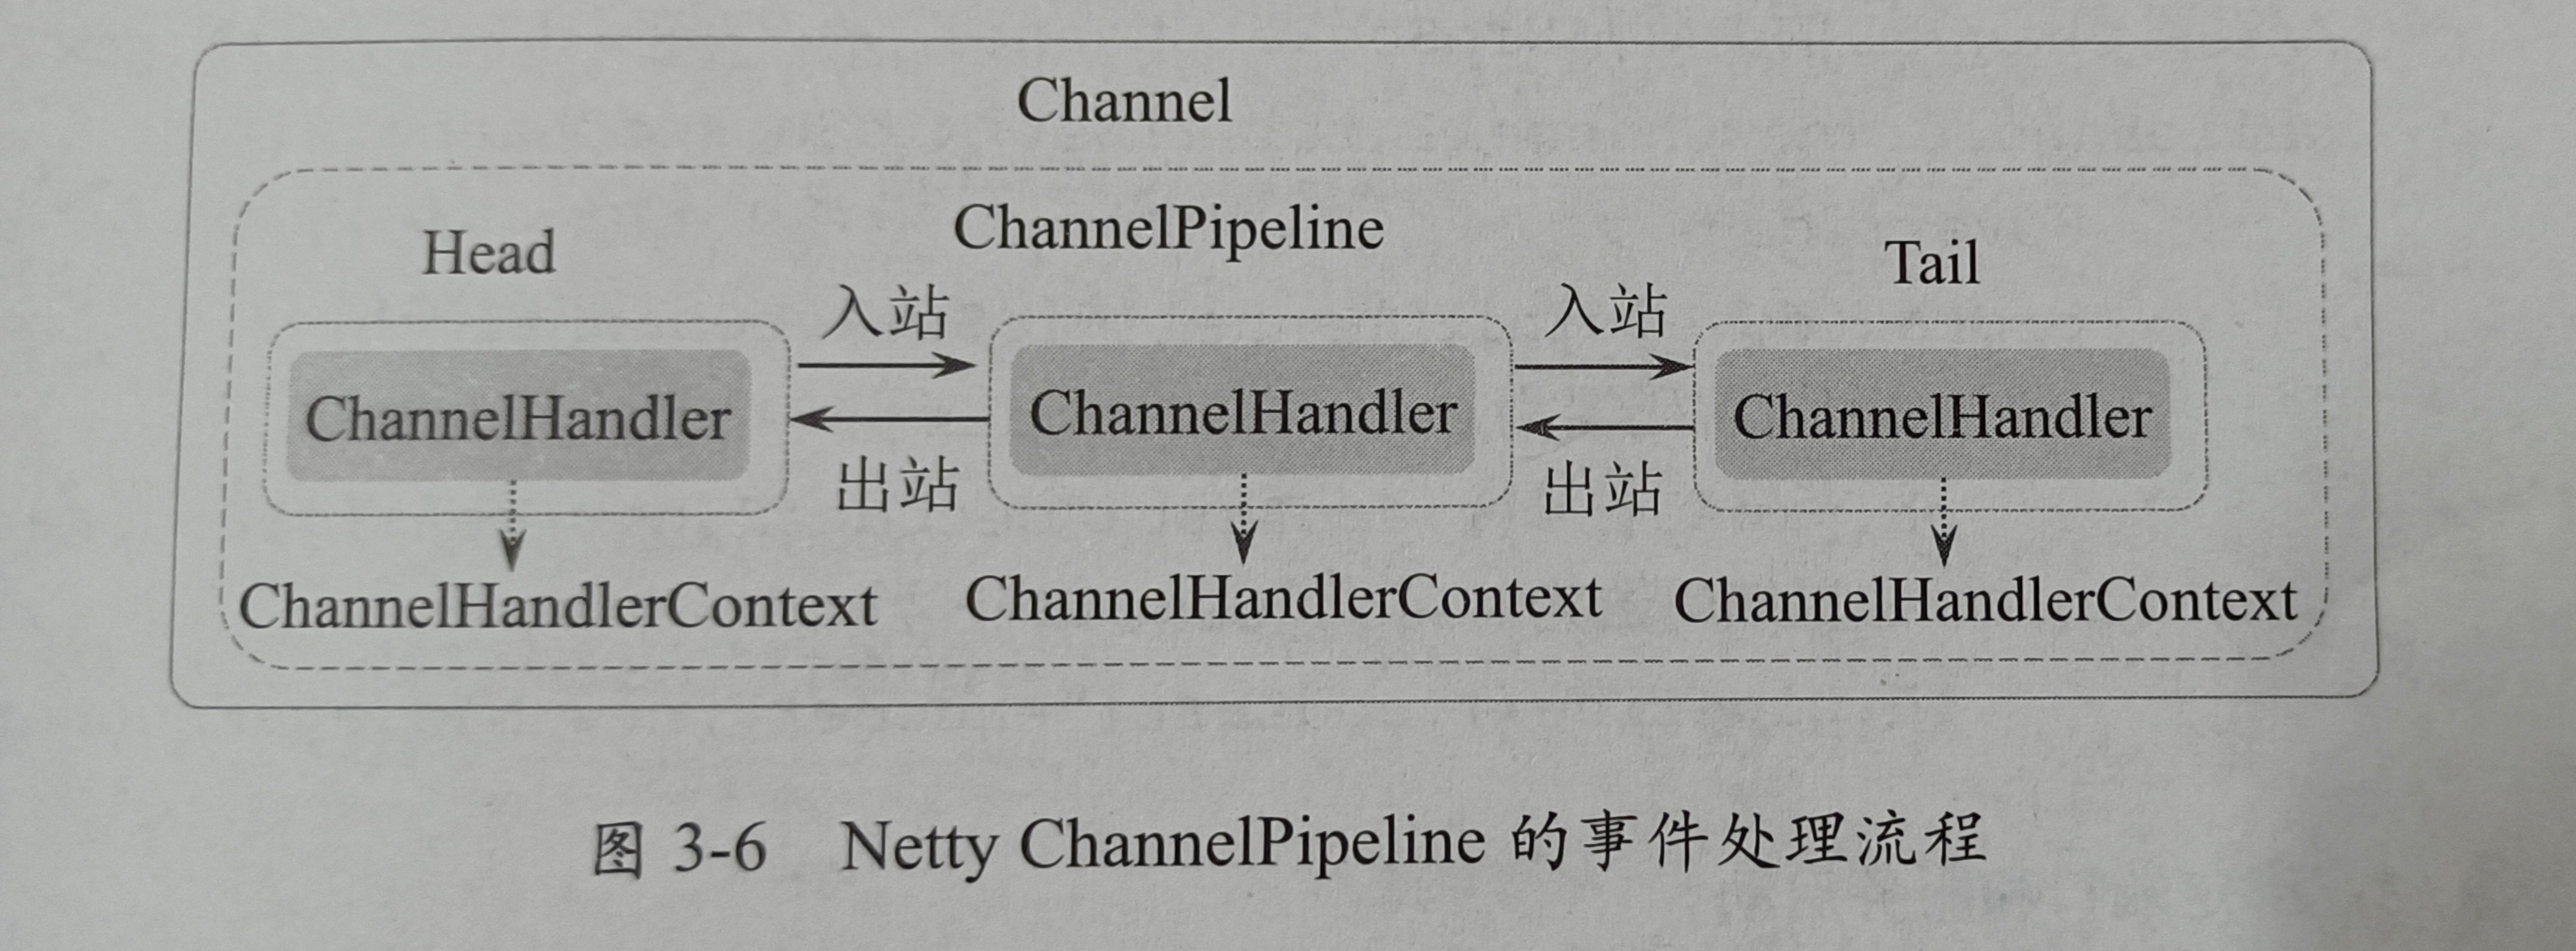 Channel
ChannelPipeline
Head
Tail
入站
入站
ChannelHandler
ChannelHandler
ChannelHandler
出站
出站
ChannelHandlerContext
ChannelHandlerContext
ChannelHandlerContext
图 3-6 Netty ChannelPipeline 的事件处理流程